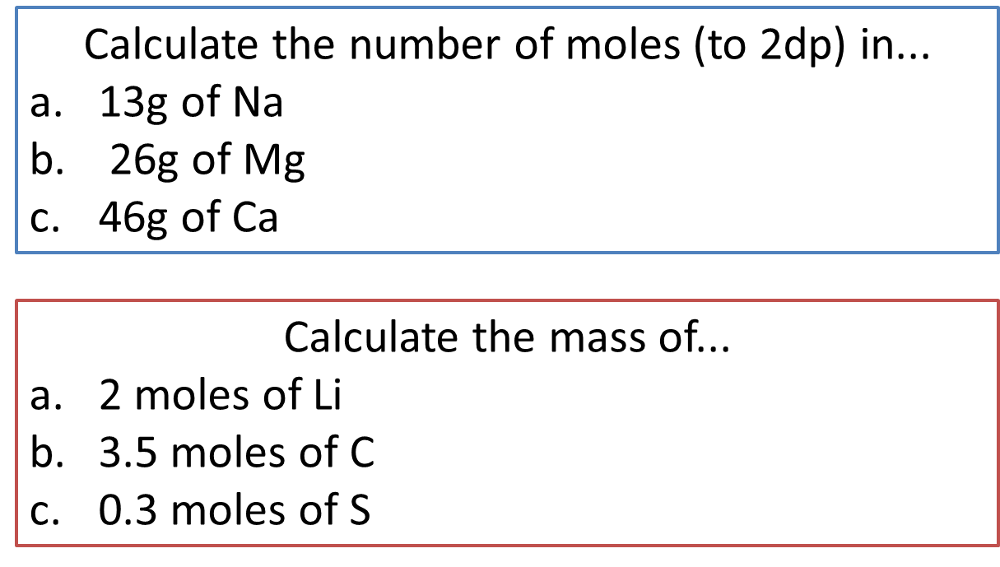 Calculate the number of moles (to 2dp) in...
a. 13g of Na
b. 26g of Mg
c. 46g of Ca
Calculate the mass of...
a. 2 moles of Li
b. 3.5 moles of C
c. 0.3 moles of S